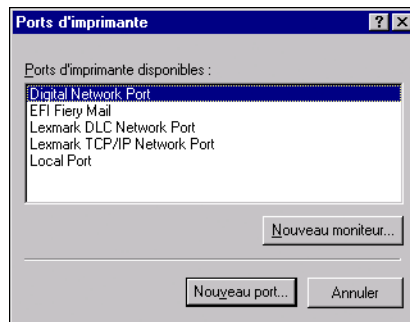 Ports d'imprimante
Ports d'imprimante disponibles :
Digital Network Port
EFI Fiery Mail
Lexmark DLC Network Port
Lexmark TCP/IP Network Port
Local Port
Nouveau moniteur...
Nouveau port...
Annuler